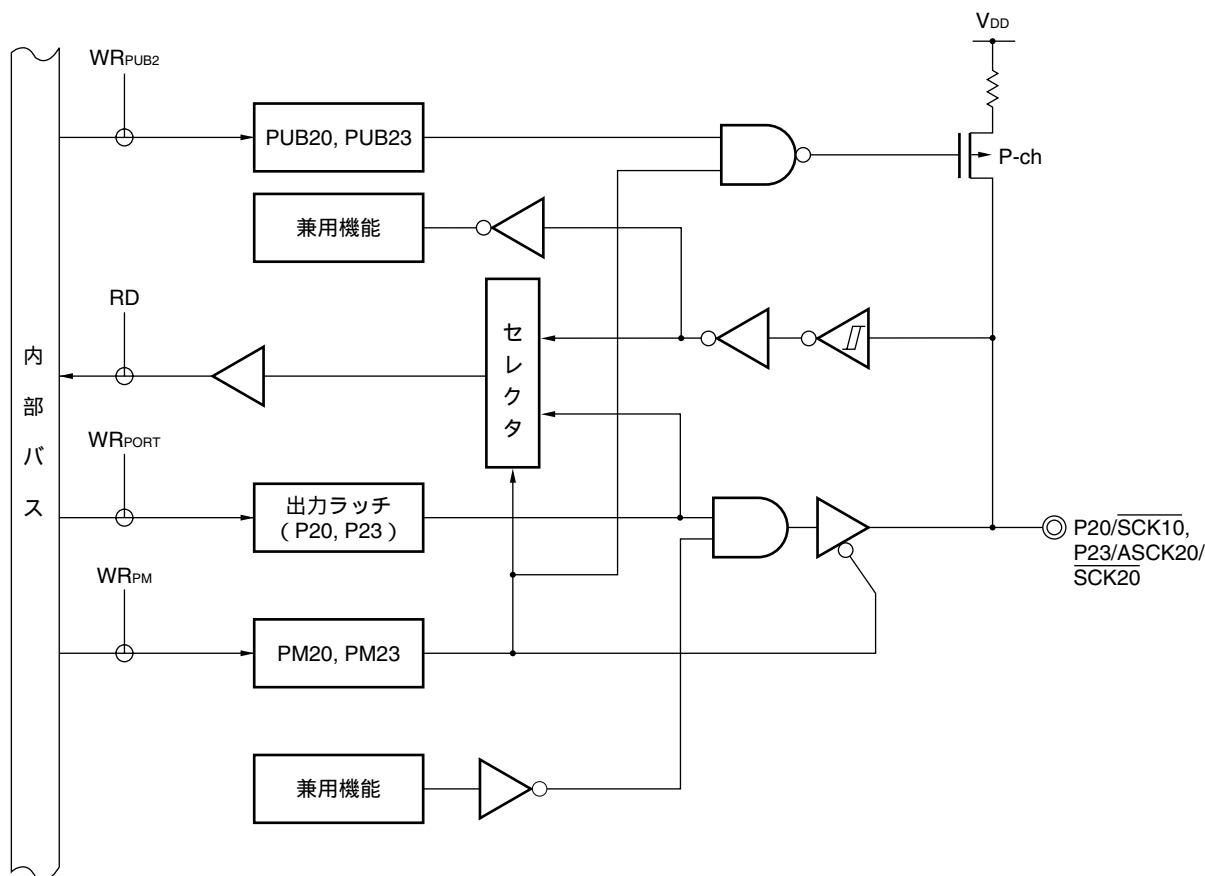 VDD
WRPUB2
PUB20, PUB23
P-ch
兼用機能
RD
セレクタ
内部バス
WRPORT
出力ラッチ
( P20, P23 )
P20/SCK10,
P23/ASCK20/
SCK20
WRPM
PM20, PM23
兼用機能